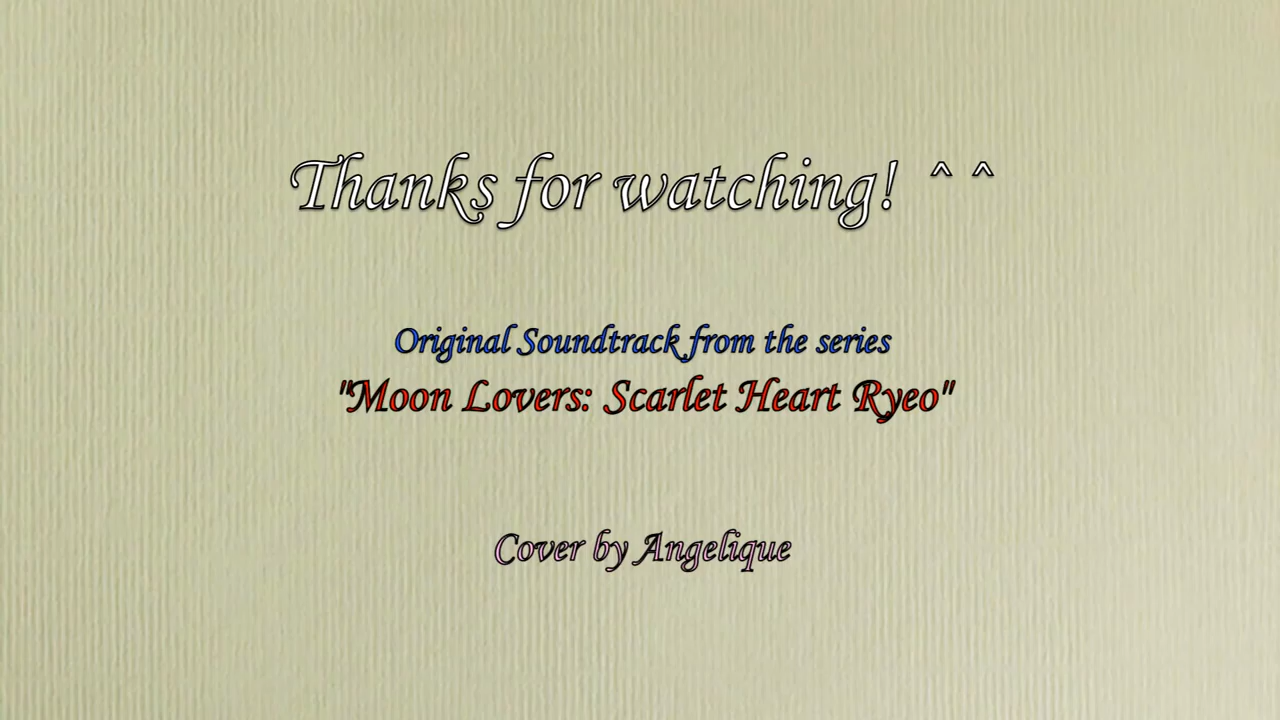 Thanks for watching! ^ ^
Original Soundtrack from the series
"Moon Lovers: Scarlet Heart Ryeo"
Cover by Angelique